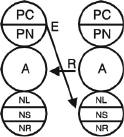 PC E PC
PN PN
A R A
NL NL
NS NS
NR NR